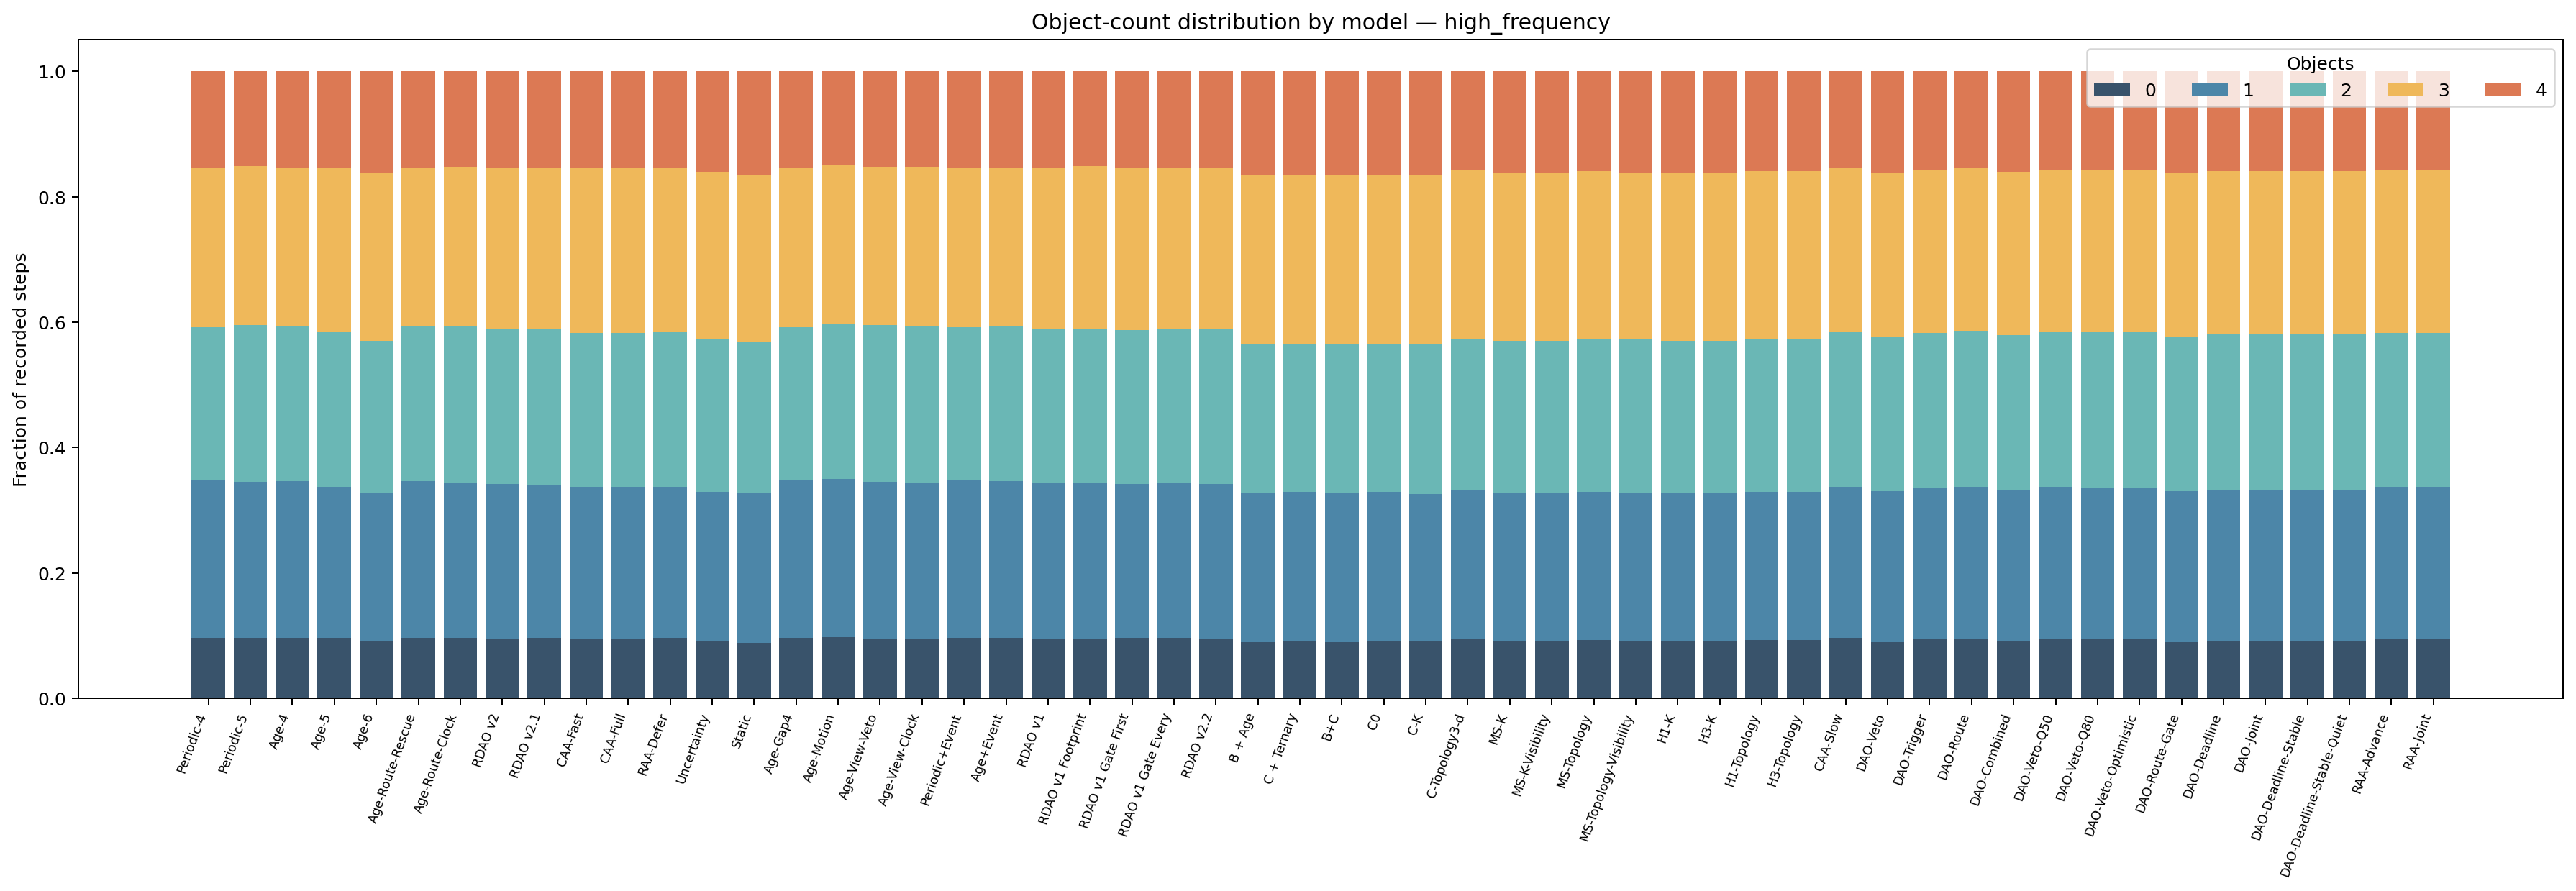 Object-count distribution by model — high_frequency
Objects
0 1 2 3 4
Fraction of recorded steps
1.0
0.8
0.6
0.4
0.2
0.0
Periodic-4
Periodic-5
Age-4
Age-5
Age-6
Age-Route-Rescue
Age-Route-Clock
RDAO v2
RDAO v2.1
CAA-Fast
CAA-Full
RAA-Defer
Uncertainty
Static
Age-Gap4
Age-Motion
Age-View-Veto
Age-View-Clock
Periodic+Event
Age+Event
RDAO v1
RDAO v1 Footprint
RDAO v1 Gate First
RDAO v1 Gate Every
RDAO v2.2
B + Age
C + Ternary
B+C
C0
C-K
C-Topology3-d
MS-K
MS-K-Visibility
MS-Topology
MS-Topology-Visibility
H1-K
H3-K
H1-Topology
H3-Topology
CAA-Slow
DAO-Veto
DAO-Trigger
DAO-Route
DAO-Combined
DAO-Veto-Q50
DAO-Veto-Q80
DAO-Veto-Optimistic
DAO-Route-Gate
DAO-Deadline
DAO-Joint
DAO-Deadline-Stable
DAO-Deadline-Stable-Quiet
RAA-Advance
RAA-Joint